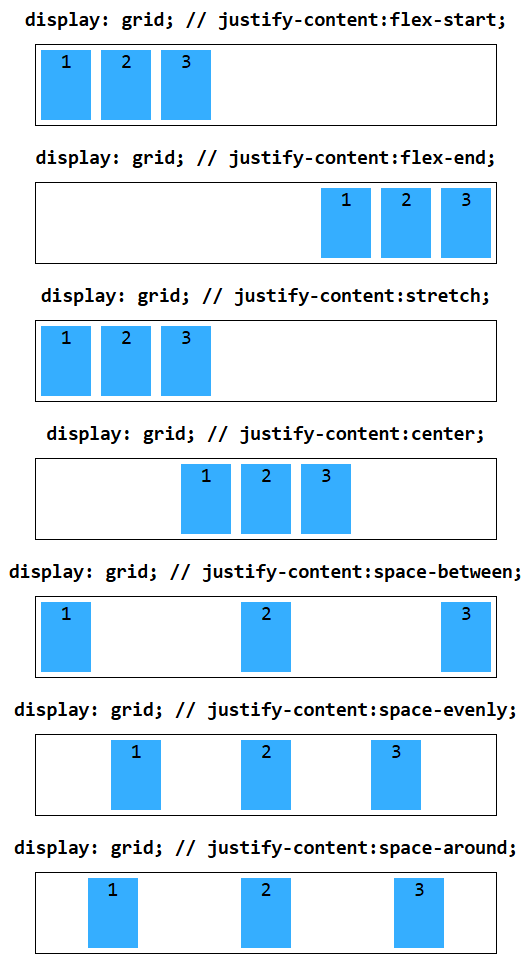 display: grid; // justify-content:flex-start;
1 2 3
display: grid; // justify-content:flex-end;
1 2 3
display: grid; // justify-content:stretch;
1 2 3
display: grid; // justify-content:center;
1 2 3
display: grid; // justify-content:space-between;
1 2 3
display: grid; // justify-content:space-evenly;
1 2 3
display: grid; // justify-content:space-around;
1 2 3